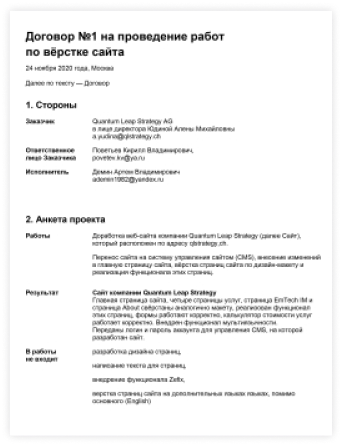 Договор №1 на проведение работ
по вёрстке сайта
24 ноября 2020 года, Москва
Далее по тексту — Договор
1. Стороны
Заказчик
Quantum Leap Strategy AG
в лице директора Юдиной Алены Михайловны
a.yudina@qlstrategy.ch
Ответственное
лицо Заказчика
Поветьев Кирилл Владимирович,
povetev.kv@ya.ru
Исполнитель
Демин Артем Владимирович
ademin1982@yandex.ru
2. Анкета проекта
Работы
Доработка веб-сайта компании Quantum Leap Strategy (далее Сайт),
который расположен по адресу qlstrategy.ch.
Перенос сайта на систему управления сайтом (CMS), внесение изменений
в главную страницу сайта, вёрстка страниц сайта по дизайн-макету и
реализация функционала этих страниц.
Результат
Сайт компании Quantum Leap Strategy
Главная страница сайта, четыре страницы услуг, страница EmTech IM и
страница About свёрстаны аналогично макету, реализован функционал
этих страниц, формы работают корректно, калькулятор стоимости услуг
работает корректно. Внедрен функционал мультиязычности.
Переданы логин и пароль аккаунта для управления CMS, на которой
разработан сайт.
В работы
не входит
разработка дизайна страниц,
написание текста для страниц,
внедрение функционала Zefix,
верстка страниц сайта на дополнительных языках языках, помимо
основного (English)